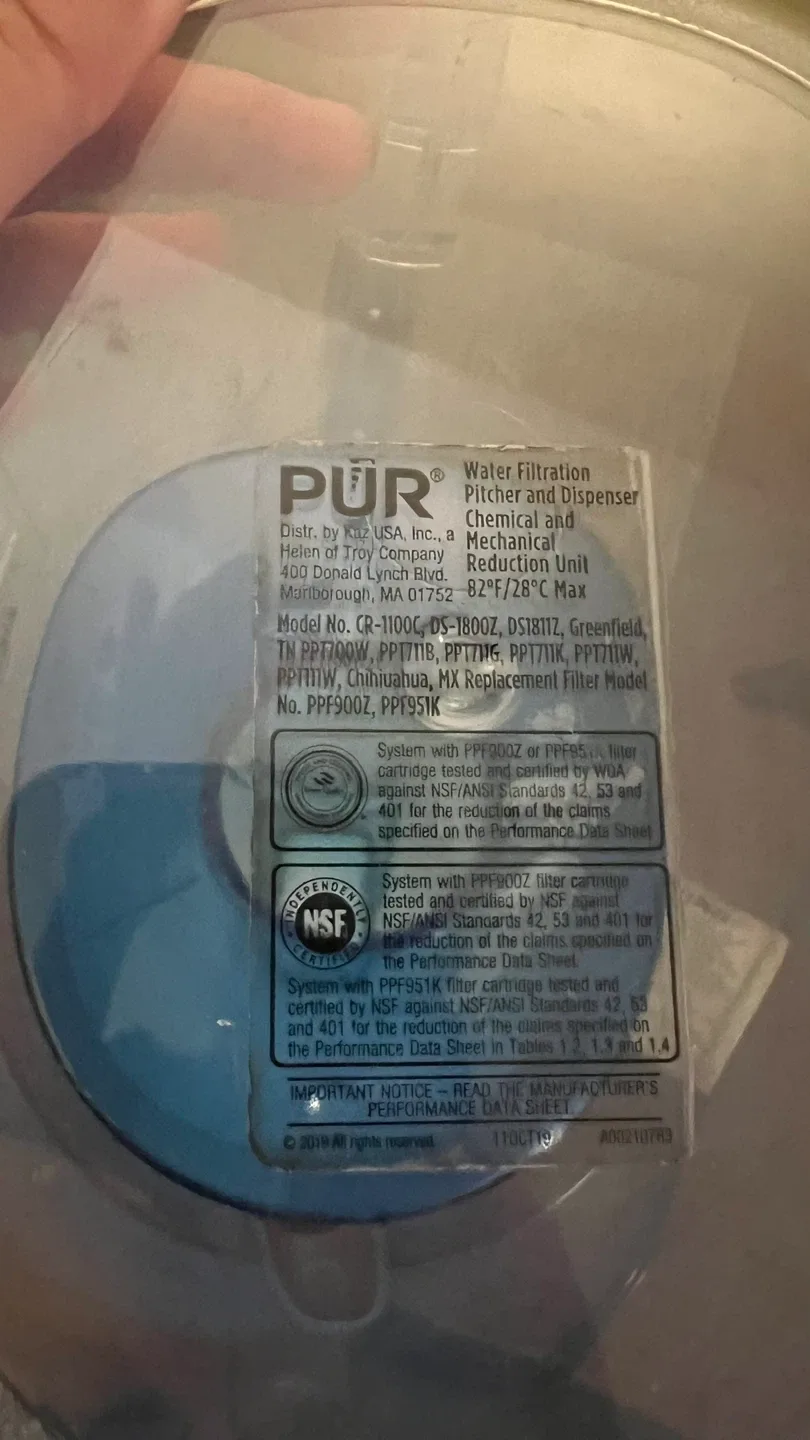 PŪR®
Distr. by Kaz USA, Inc., a
Helen of Troy Company
400 Donald Lynch Blvd.
Marlborough, MA 01752
Water Filtration
Pitcher and Dispenser
Chemical and
Mechanical
Reduction Unit
82°F/28°C Max
Model No. CR-1100C, DS-1800Z, DS1811Z, Greenfield,
TN PPT700W, PPT711B, PPT711G, PPT711K, PPT711W,
PPT111W, Chihuahua, MX Replacement Filter Model
No. PPF900Z, PPF951K
System with PPF900Z or PPF951K filter
cartridge tested and certified by WQA
against NSF/ANSI Standards 42, 53 and
401 for the reduction of the claims
specified on the Performance Data Sheet
INDEPENDENTLY
NSF
CERTIFIED
System with PPF900Z filter cartridge
tested and certified by NSF against
NSF/ANSI Standards 42, 53 and 401 for
the reduction of the claims specified on
the Performance Data Sheet.
System with PPF951K filter cartridge tested and
certified by NSF against NSF/ANSI Standards 42, 53
and 401 for the reduction of the claims specified on
the Performance Data Sheet in Tables 1.2, 1.3 and 1.4
IMPORTANT NOTICE – READ THE MANUFACTURER'S
PERFORMANCE DATA SHEET
© 2019 All rights reserved. 11OCT19